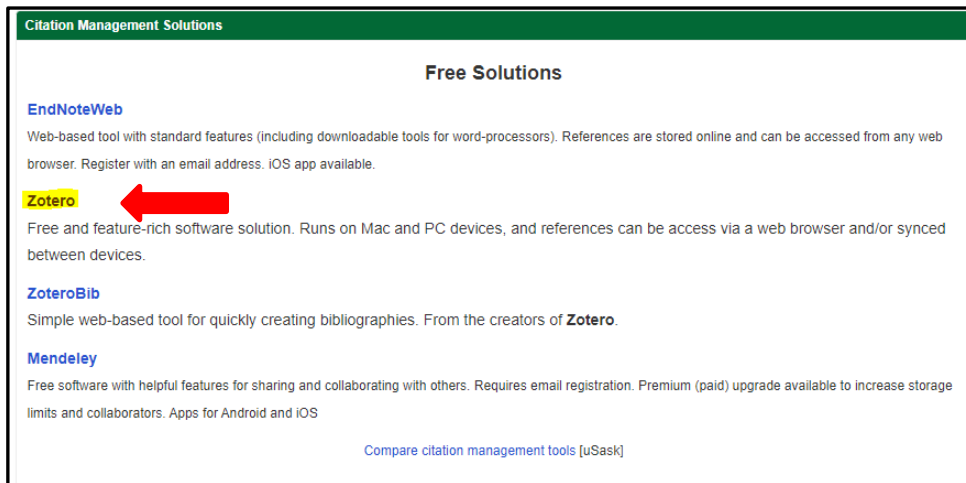 Citation Management Solutions
Free Solutions
EndNoteWeb
Web-based tool with standard features (including downloadable tools for word-processors). References are stored online and can be accessed from any web
browser. Register with an email address. iOS app available.
Zotero
Free and feature-rich software solution. Runs on Mac and PC devices, and references can be access via a web browser and/or synced
between devices.
ZoteroBib
Simple web-based tool for quickly creating bibliographies. From the creators of Zotero.
Mendeley
Free software with helpful features for sharing and collaborating with others. Requires email registration. Premium (paid) upgrade available to increase storage
limits and collaborators. Apps for Android and iOS
Compare citation management tools [uSask]